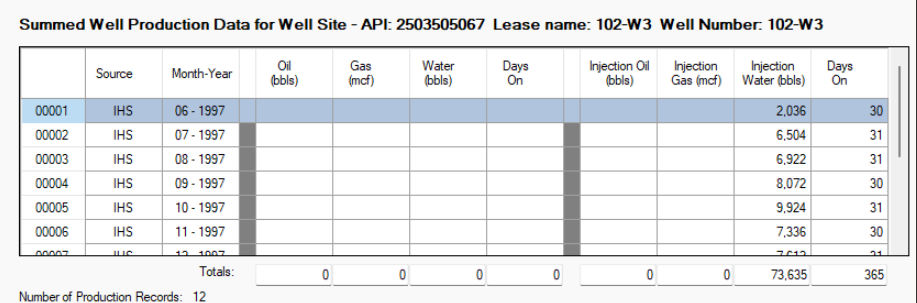 Summed Well Production Data for Well Site - API: 2503505067 Lease name: 102-W3 Well Number: 102-W3
Source Month-Year Oil (bbls) Gas (mcf) Water (bbls) Days On Injection Oil (bbls) Injection Gas (mcf) Injection Water (bbls) Days On
00001 IHS 06 - 1997 2,036 30
00002 IHS 07 - 1997 6,504 31
00003 IHS 08 - 1997 6,922 31
00004 IHS 09 - 1997 8,072 30
00005 IHS 10 - 1997 9,924 31
00006 IHS 11 - 1997 7,336 30
00007 IHS 12 - 1997 31
Totals: 0 0 0 0 0 0 73,635 365
Number of Production Records: 12